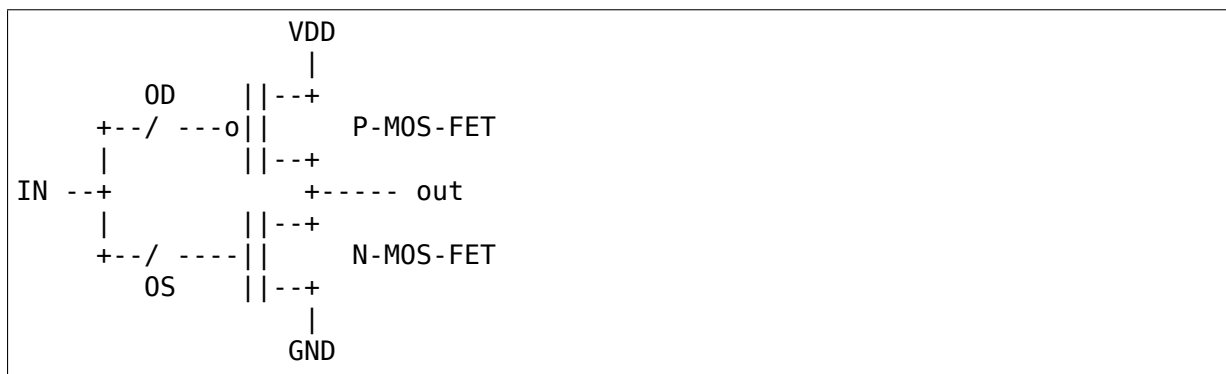 VDD
|
OD ||--+
+--/ ---o|| P-MOS-FET
| ||--+
IN --+ +----- out
| ||--+
+--/ ----|| N-MOS-FET
OS ||--+
|
GND